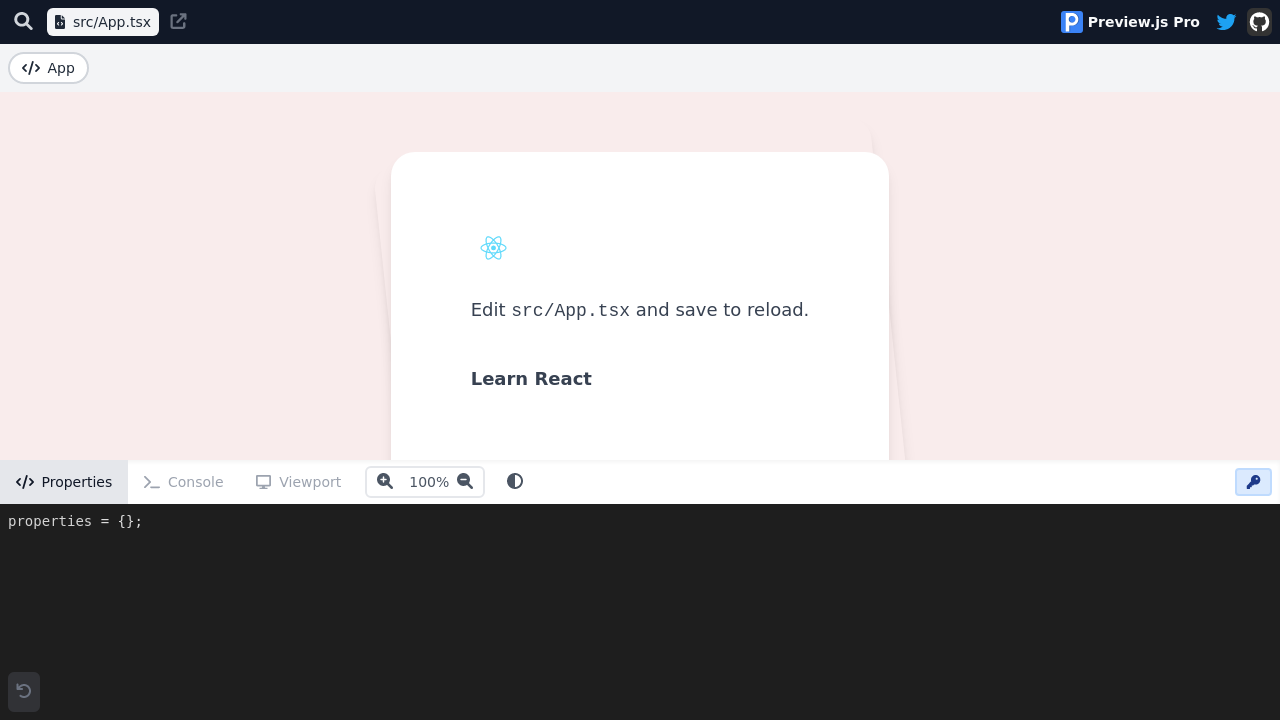 src/App.tsx
Preview.js Pro
App
Edit src/App.tsx and save to reload.
Learn React
Properties
Console
Viewport
100%
properties = {};